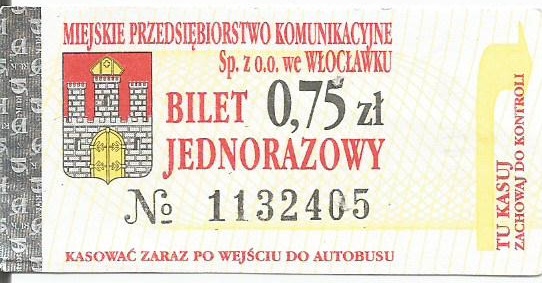 MIEJSKIE PRZEDSIĘBIORSTWO KOMUNIKACYJNE
Sp. z o.o. we WŁOCŁAWKU
BILET 0,75 zł
JEDNORAZOWY
№ 1132405
KASOWAĆ ZARAZ PO WEJŚCIU DO AUTOBUSU
TU KASUJ
ZACHOWAJ DO KONTROLI